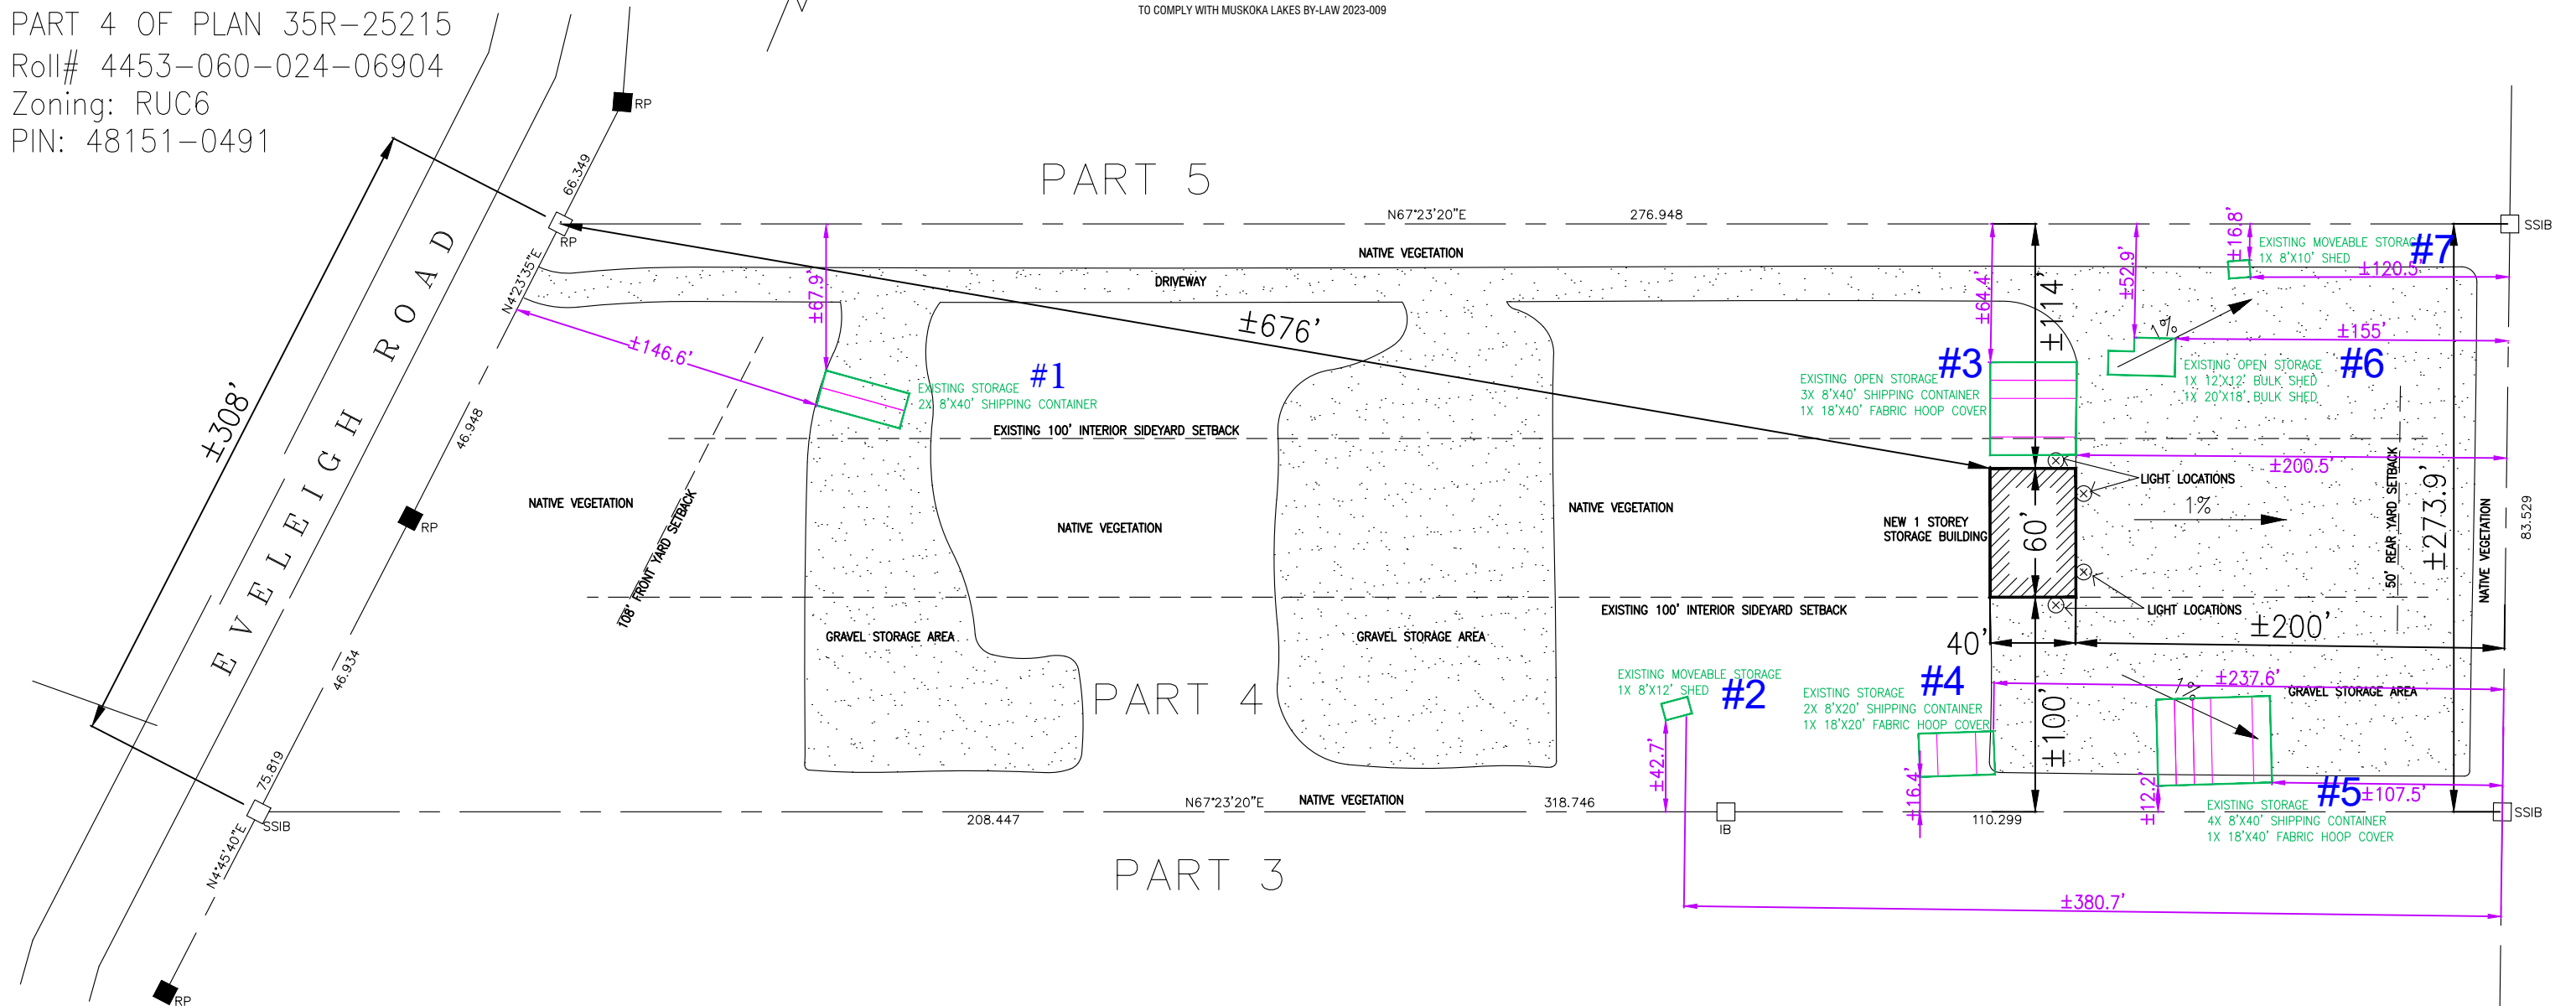 TO COMPLY WITH MUSKOKA LAKES BY-LAW 2023-009
PART 4 OF PLAN 35R-25215
Roll# 4453-060-024-06904
Zoning: RUC6
PIN: 48151-0491
RP
66.349
RP
N4°23'35"E
±308'
EVELEIGH ROAD
46.948
RP
46.934
75.819
SSIB
N4°45'40"E
RP
PART 5
N67°23'20"E
276.948
SSIB
NATIVE VEGETATION
DRIVEWAY
±67.9'
±146.6'
±676'
#1
EXISTING STORAGE
2X 8'X40' SHIPPING CONTAINER
EXISTING 100' INTERIOR SIDEYARD SETBACK
NATIVE VEGETATION
108' FRONT YARD SETBACK
NATIVE VEGETATION
NATIVE VEGETATION
GRAVEL STORAGE AREA
GRAVEL STORAGE AREA
EXISTING 100' INTERIOR SIDEYARD SETBACK
±16.8'
EXISTING MOVEABLE STORAGE
1X 8'X10' SHED
#7
±120.5'
±52.9'
±64.4'
±114'
1%
±155'
#3
EXISTING OPEN STORAGE
3X 8'X40' SHIPPING CONTAINER
1X 18'X40' FABRIC HOOP COVER
#6
EXISTING OPEN STORAGE
1X 12'X12' BULK SHED
1X 20'X18' BULK SHED
±200.5'
LIGHT LOCATIONS
1%
NEW 1 STOREY
STORAGE BUILDING
60'
50' REAR YARD SETBACK
±273.9'
NATIVE VEGETATION
83.529
LIGHT LOCATIONS
40'
±200'
EXISTING MOVEABLE STORAGE
1X 8'X12' SHED
#2
#4
EXISTING STORAGE
2X 8'X20' SHIPPING CONTAINER
1X 18'X20' FABRIC HOOP COVER
±237.6'
1%
GRAVEL STORAGE AREA
±100'
PART 4
±42.7'
±16.4'
±12.2'
#5
±107.5'
EXISTING STORAGE
4X 8'X40' SHIPPING CONTAINER
1X 18'X40' FABRIC HOOP COVER
N67°23'20"E
NATIVE VEGETATION
318.746
208.447
IB
110.299
SSIB
PART 3
±380.7'